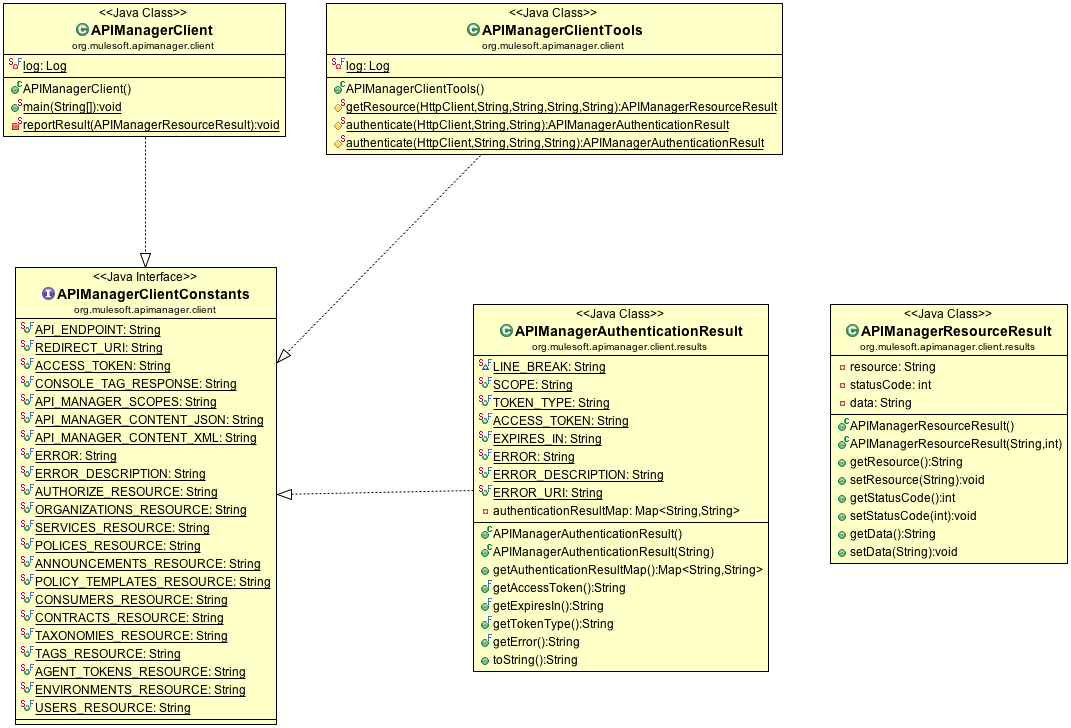 <<Java Class>>
APIManagerClient
org.mulesoft.apimanager.client
log: Log
APIManagerClient()
main(String[]):void
reportResult(APIManagerResourceResult):void
<<Java Class>>
APIManagerClientTools
org.mulesoft.apimanager.client
log: Log
APIManagerClientTools()
getResource(HttpClient,String,String,String,String):APIManagerResourceResult
authenticate(HttpClient,String,String):APIManagerAuthenticationResult
authenticate(HttpClient,String,String,String):APIManagerAuthenticationResult
<<Java Interface>>
APIManagerClientConstants
org.mulesoft.apimanager.client
API_ENDPOINT: String
REDIRECT_URI: String
ACCESS_TOKEN: String
CONSOLE_TAG_RESPONSE: String
API_MANAGER_SCOPES: String
API_MANAGER_CONTENT_JSON: String
API_MANAGER_CONTENT_XML: String
ERROR: String
ERROR_DESCRIPTION: String
AUTHORIZE_RESOURCE: String
ORGANIZATIONS_RESOURCE: String
SERVICES_RESOURCE: String
POLICES_RESOURCE: String
ANNOUNCEMENTS_RESOURCE: String
POLICY_TEMPLATES_RESOURCE: String
CONSUMERS_RESOURCE: String
CONTRACTS_RESOURCE: String
TAXONOMIES_RESOURCE: String
TAGS_RESOURCE: String
AGENT_TOKENS_RESOURCE: String
ENVIRONMENTS_RESOURCE: String
USERS_RESOURCE: String
<<Java Class>>
APIManagerAuthenticationResult
org.mulesoft.apimanager.client.results
LINE_BREAK: String
SCOPE: String
TOKEN_TYPE: String
ACCESS_TOKEN: String
EXPIRES_IN: String
ERROR: String
ERROR_DESCRIPTION: String
ERROR_URI: String
authenticationResultMap: Map<String,String>
APIManagerAuthenticationResult()
APIManagerAuthenticationResult(String)
getAuthenticationResultMap():Map<String,String>
getAccessToken():String
getExpiresIn():String
getTokenType():String
getError():String
toString():String
<<Java Class>>
APIManagerResourceResult
org.mulesoft.apimanager.client.results
resource: String
statusCode: int
data: String
APIManagerResourceResult()
APIManagerResourceResult(String,int)
getResource():String
setResource(String):void
getStatusCode():int
setStatusCode(int):void
getData():String
setData(String):void